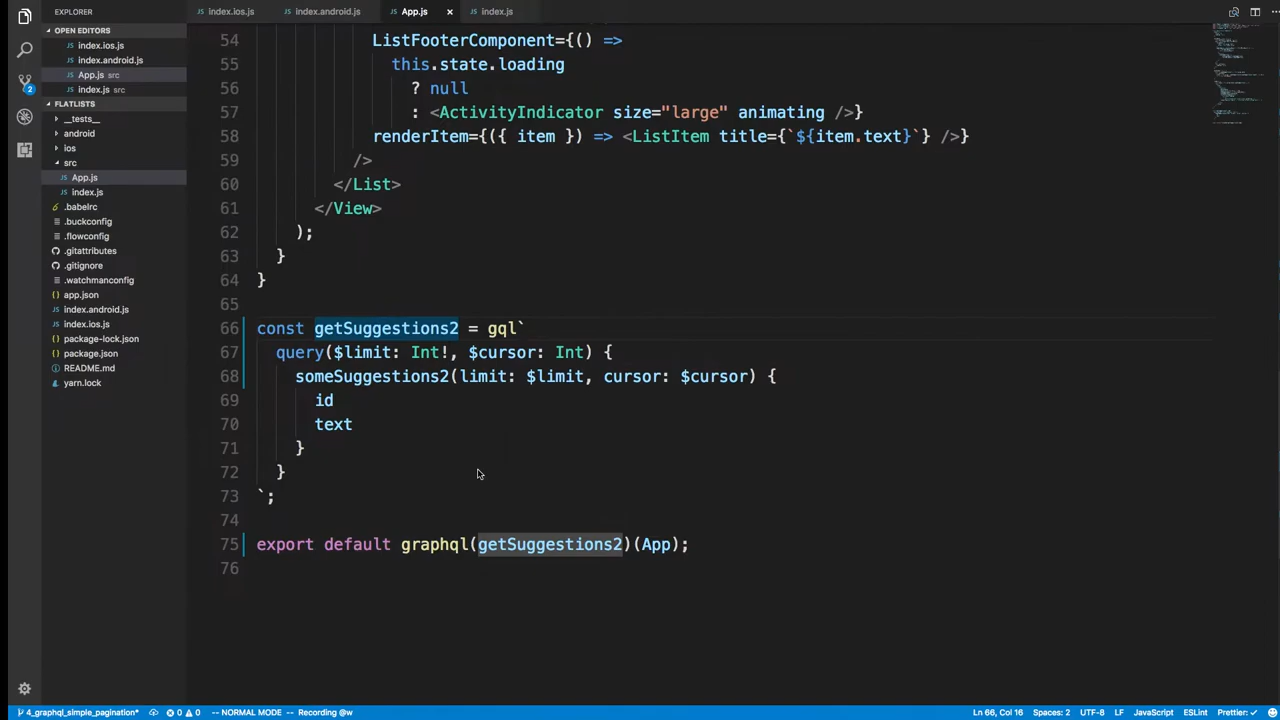 EXPLORER
index.ios.js
index.android.js
App.js ×
index.js
OPEN EDITORS
index.ios.js
index.android.js
App.js src
index.js src
FLATLISTS
__tests__
android
ios
src
App.js
index.js
.babelrc
.buckconfig
.flowconfig
.gitattributes
.gitignore
.watchmanconfig
app.json
index.android.js
index.ios.js
package-lock.json
package.json
README.md
yarn.lock
2
54 ListFooterComponent={() =>
55 this.state.loading
56 ? null
57 : <ActivityIndicator size="large" animating />}
58 renderItem={({ item }) => <ListItem title={`${item.text}`} />}
59 />
60 </List>
61 </View>
62 );
63 }
64 }
65
66 const getSuggestions2 = gql`
67 query($limit: Int!, $cursor: Int) {
68 someSuggestions2(limit: $limit, cursor: $cursor) {
69 id
70 text
71 }
72 }
73 `;
74
75 export default graphql(getSuggestions2)(App);
76
4_graphql_simple_pagination* 0 0 -- NORMAL MODE -- Recording @w Ln 66, Col 16 Spaces: 2 UTF-8 LF JavaScript ESLint Prettier: ✓